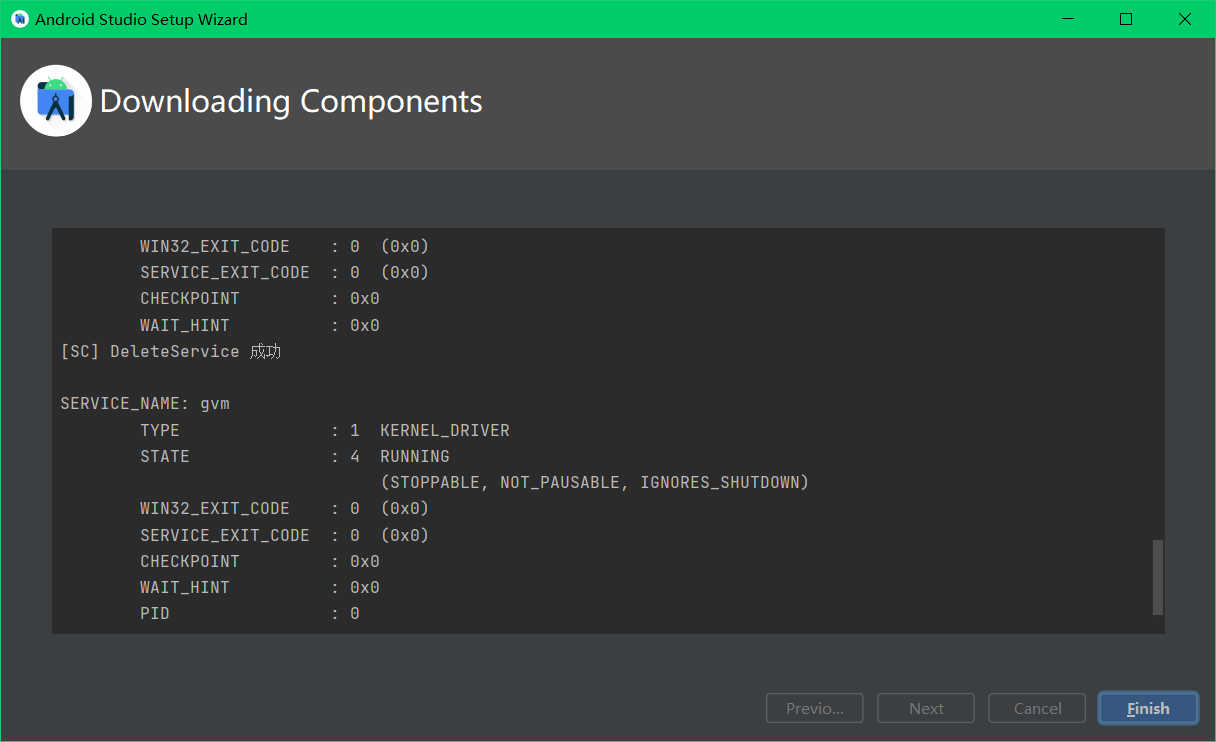 Android Studio Setup Wizard
Downloading Components
WIN32_EXIT_CODE : 0 (0x0)
SERVICE_EXIT_CODE : 0 (0x0)
CHECKPOINT : 0x0
WAIT_HINT : 0x0
[SC] DeleteService 成功
SERVICE_NAME: gvm
TYPE : 1 KERNEL_DRIVER
STATE : 4 RUNNING
(STOPPABLE, NOT_PAUSABLE, IGNORES_SHUTDOWN)
WIN32_EXIT_CODE : 0 (0x0)
SERVICE_EXIT_CODE : 0 (0x0)
CHECKPOINT : 0x0
WAIT_HINT : 0x0
PID : 0
Previo... Next Cancel Finish